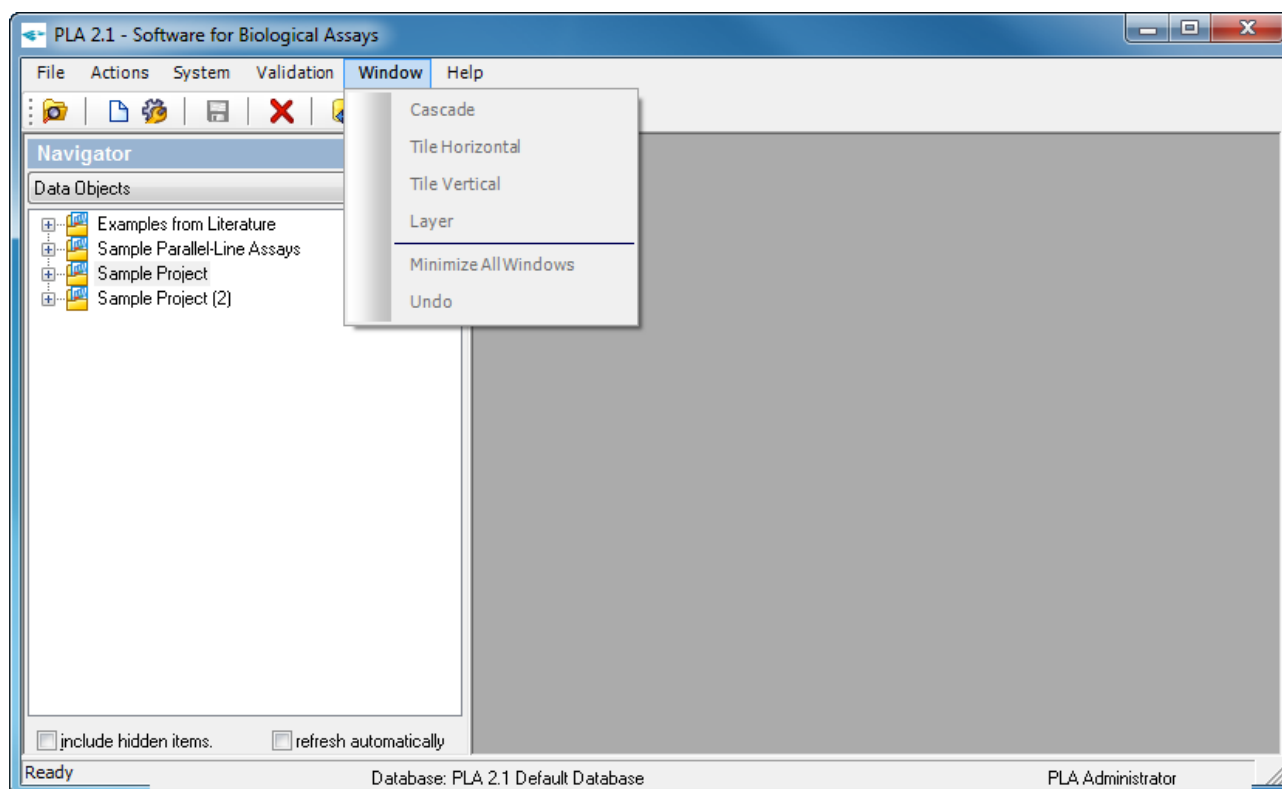 PLA 2.1 - Software for Biological Assays
File Actions System Validation Window Help
Cascade
Tile Horizontal
Tile Vertical
Layer
Minimize All Windows
Undo
Navigator
Data Objects
Examples from Literature
Sample Parallel-Line Assays
Sample Project
Sample Project (2)
include hidden items. refresh automatically
Ready Database: PLA 2.1 Default Database PLA Administrator